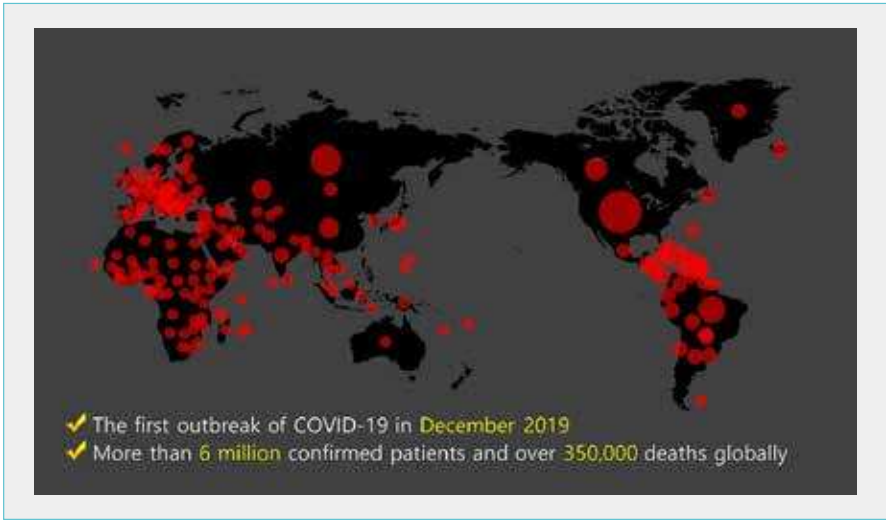 The first outbreak of COVID-19 in December 2019
More than 6 million confirmed patients and over 350,000 deaths globally